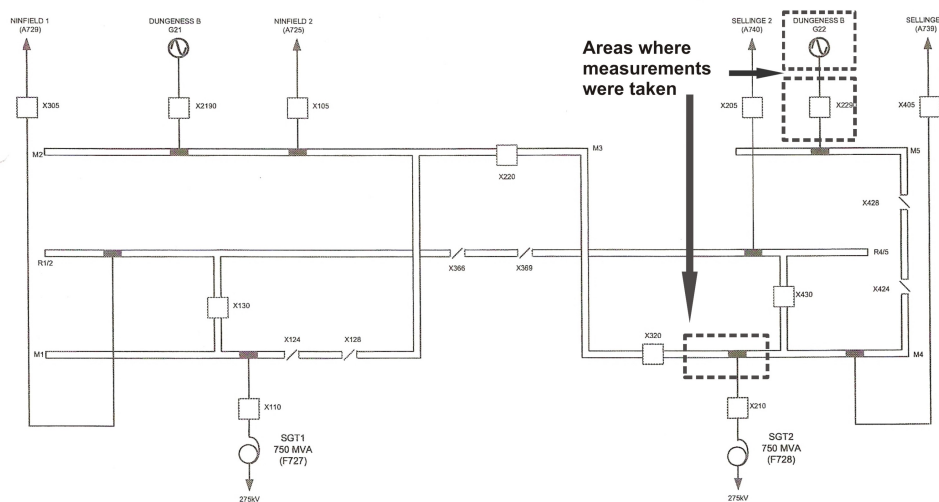 NINFIELD 1
(A729)
DUNGENESS B
G21
NINFIELD 2
(A725)
SELLINGE 2
(A740)
DUNGENESS B
G22
SELLINGE
(A739)
Areas where
measurements
were taken
X305
X2190
X105
X205
X229
X405
M2
M3
M5
X220
X428
R1/2
R4/5
X366
X369
X424
X130
X430
X124
X128
X320
M1
M4
X110
X210
SGT1
750 MVA
(F727)
SGT2
750 MVA
(F728)
275kV
275kV